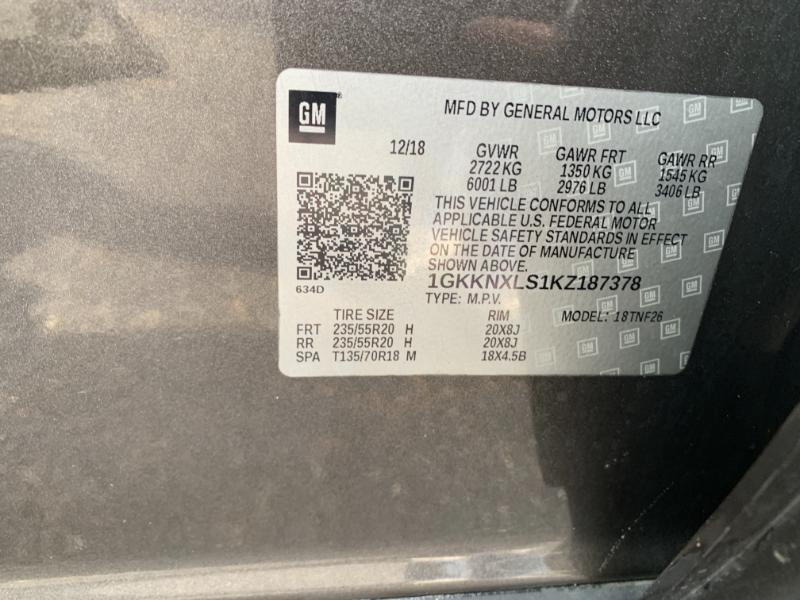 GM
MFD BY GENERAL MOTORS LLC
12/18 GVWR GAWR FRT GAWR RR
2722 KG 1350 KG 1545 KG
6001 LB 2976 LB 3406 LB
THIS VEHICLE CONFORMS TO ALL
APPLICABLE U.S. FEDERAL MOTOR
VEHICLE SAFETY STANDARDS IN EFFECT
ON THE DATE OF MANUFACTURE
SHOWN ABOVE.
634D
1GKKNXLS1KZ187378
TYPE: M.P.V. MODEL: 18TNF26
TIRE SIZE RIM
FRT 235/55R20 H 20X8J
RR 235/55R20 H 20X8J
SPA T135/70R18 M 18X4.5B